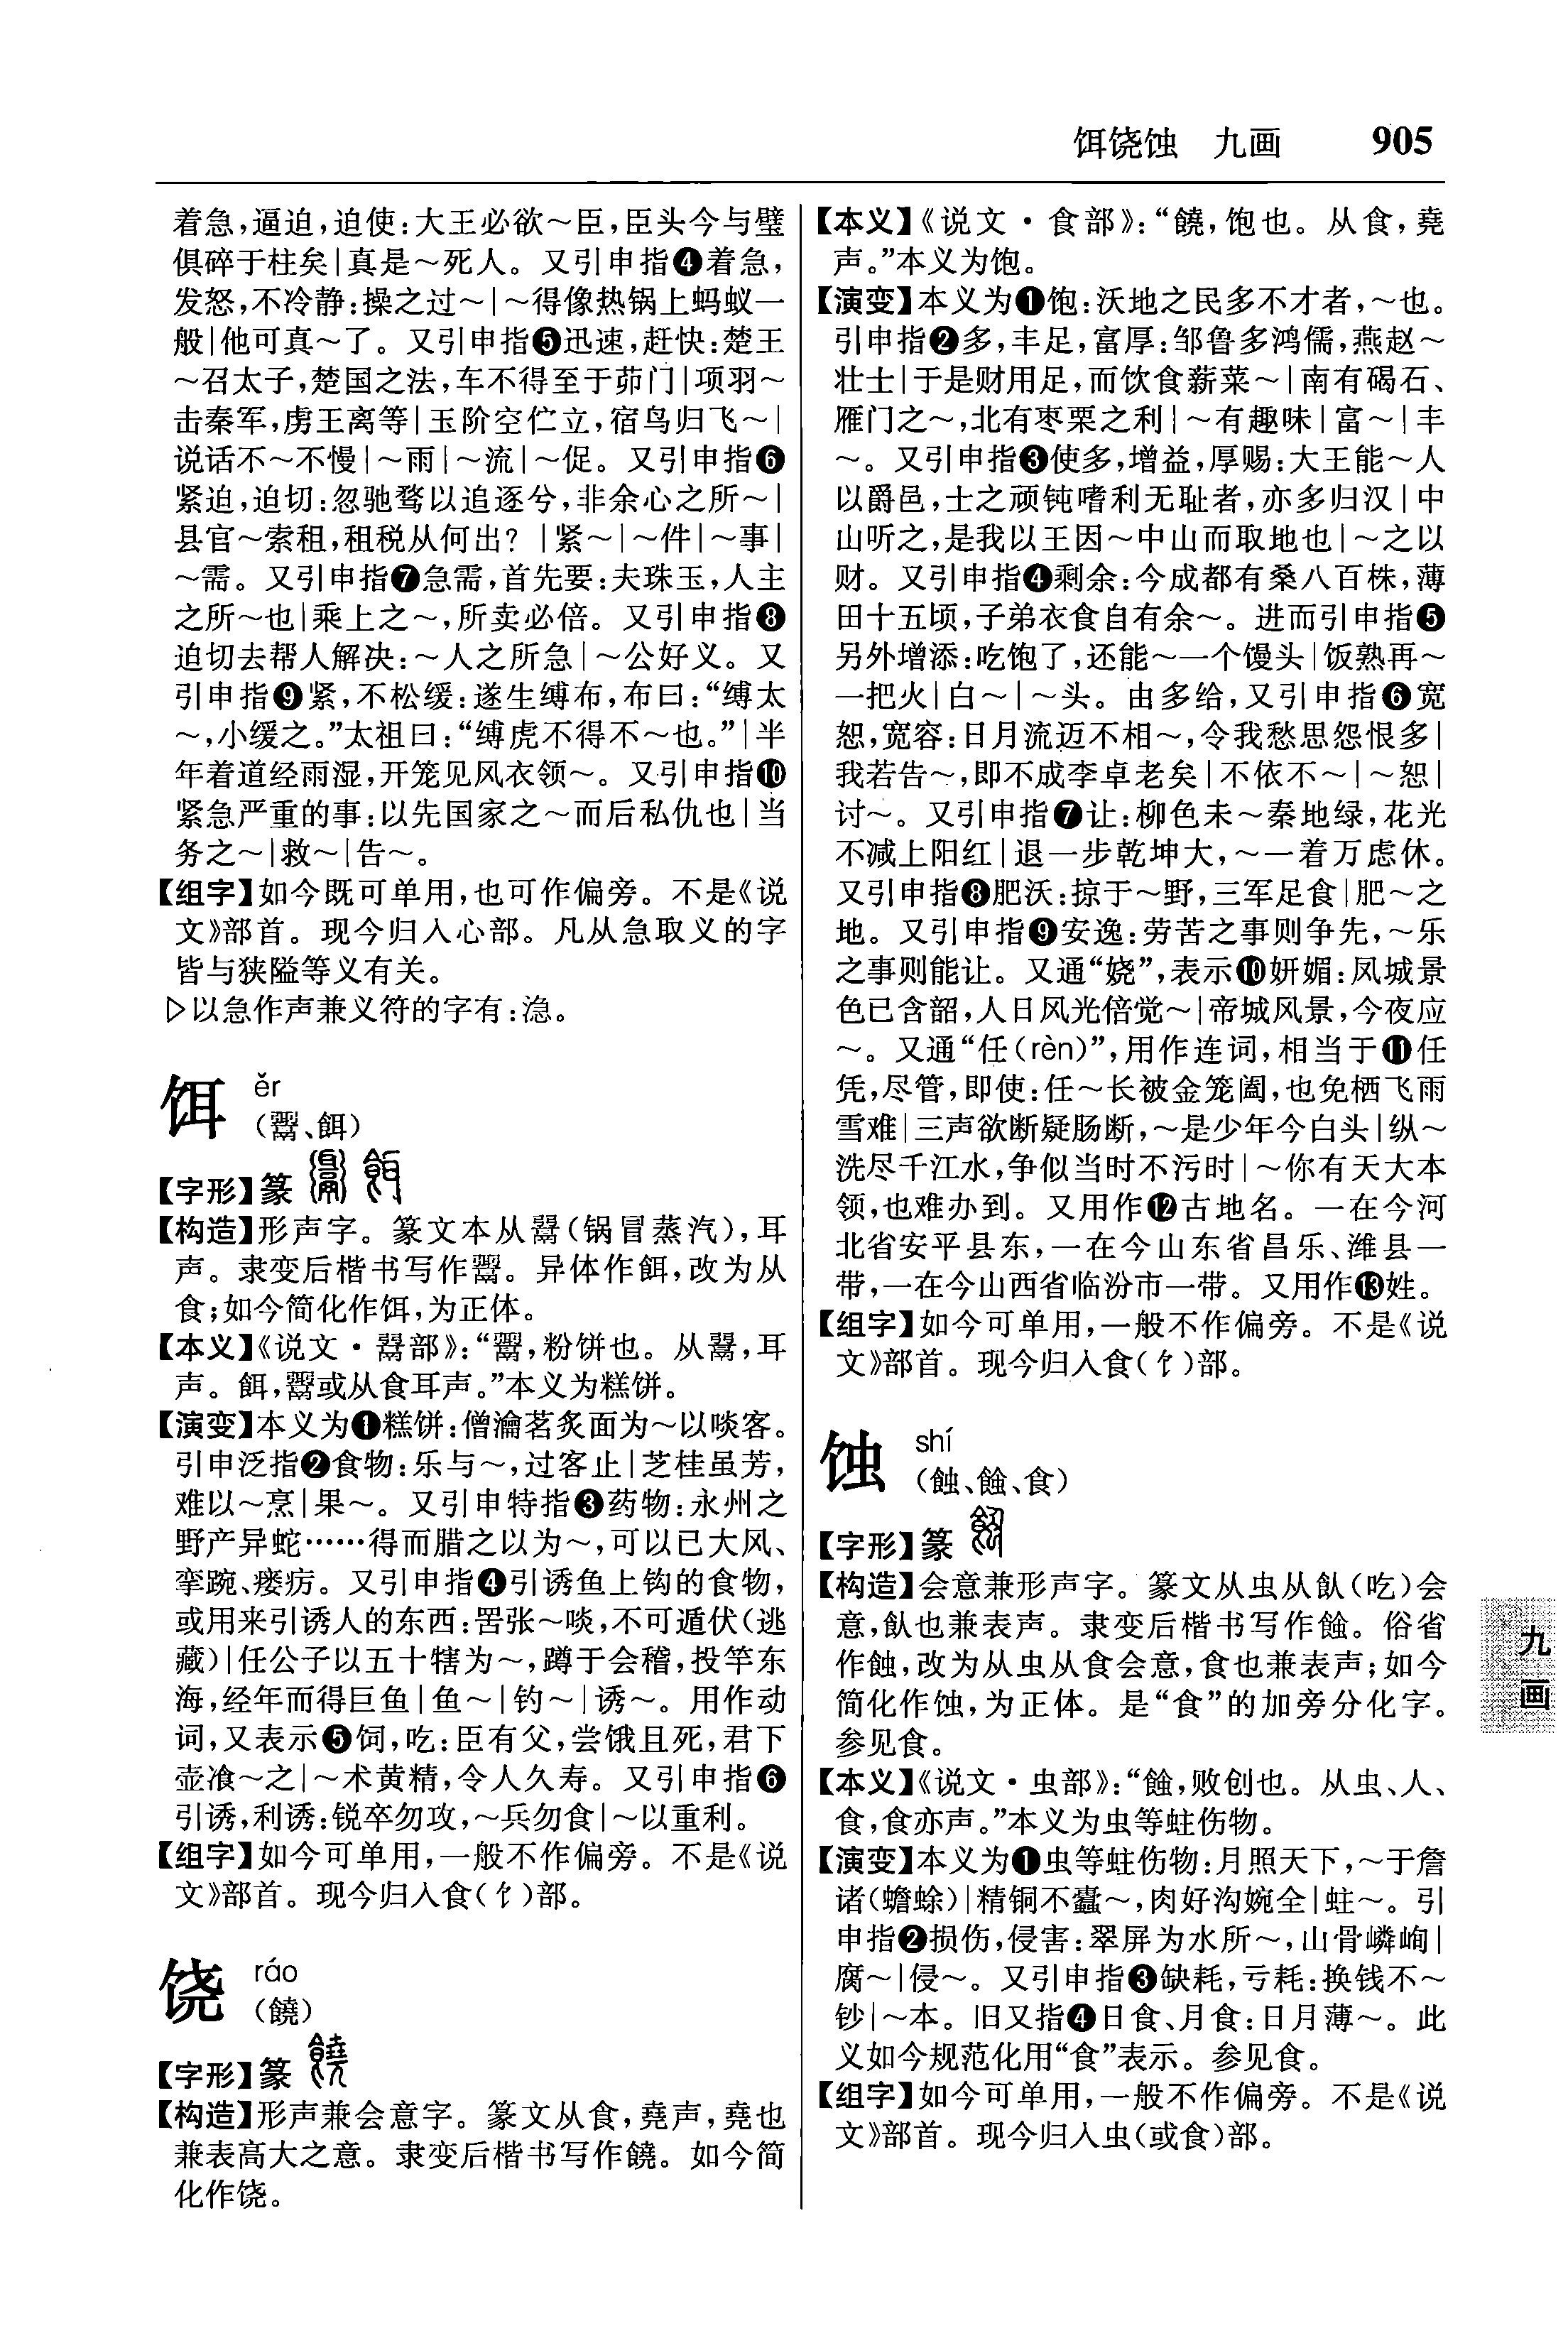 饵饶蚀　九画　905
着急,逼迫,迫使:大王必欲～臣,臣头今与璧
俱碎于柱矣|真是～死人。又引申指❹着急,
发怒,不冷静:操之过～|～得像热锅上蚂蚁一
般|他可真～了。又引申指❺迅速,赶快:楚王
～召太子,楚国之法,车不得至于茆门|项羽～
击秦军,虏王离等|玉阶空伫立,宿鸟归飞～|
说话不～不慢|～雨|～流|～促。又引申指❻
紧迫,迫切:忽驰骛以追逐兮,非余心之所～|
县官～索租,租税从何出？|紧～|～件|～事|
～需。又引申指❼急需,首先要:夫珠玉,人主
之所～也|乘上之～,所卖必倍。又引申指❽
迫切去帮人解决:～人之所急|～公好义。又
引申指❾紧,不松缓:遂生缚布,布曰:“缚太
～,小缓之。”太祖曰:“缚虎不得不～也。”|半
年着道经雨湿,开笼见风衣领～。又引申指❿
紧急严重的事:以先国家之～而后私仇也|当
务之～|救～|告～。
【组字】如今既可单用,也可作偏旁。不是《说
文》部首。现今归入心部。凡从急取义的字
皆与狭隘等义有关。
▷以急作声兼义符的字有:㴔。
饵 ěr
(䰼、餌)
【字形】篆
【构造】形声字。篆文本从䰜(锅冒蒸汽),耳
声。隶变后楷书写作䰼。异体作餌,改为从
食;如今简化作饵,为正体。
【本义】《说文·䰜部》:“䰼,粉饼也。从䰜,耳
声。餌,䰼或从食耳声。”本义为糕饼。
【演变】本义为❶糕饼:僧瀹茗炙面为～以啖客。
引申泛指❷食物:乐与～,过客止|芝桂虽芳,
难以～烹|果～。又引申特指❸药物:永州之
野产异蛇……得而腊之以为～,可以已大风、
挛踠、瘘疠。又引申指❹引诱鱼上钩的食物,
或用来引诱人的东西:罟张～啖,不可遁伏(逃
藏)|任公子以五十犗为～,蹲于会稽,投竿东
海,经年而得巨鱼|鱼～|钓～|诱～。用作动
词,又表示❺饲,吃:臣有父,尝饿且死,君下
壶飡～之|～术黄精,令人久寿。又引申指❻
引诱,利诱:锐卒勿攻,～兵勿食|～以重利。
【组字】如今可单用,一般不作偏旁。不是《说
文》部首。现今归入食(饣)部。
饶 ráo
(饒)
【字形】篆
【构造】形声兼会意字。篆文从食,堯声,堯也
兼表高大之意。隶变后楷书写作饒。如今简
化作饶。
【本义】《说文·食部》:“饒,饱也。从食,堯
声。”本义为饱。
【演变】本义为❶饱:沃地之民多不才者,～也。
引申指❷多,丰足,富厚:邹鲁多鸿儒,燕赵～
壮士|于是财用足,而饮食薪菜～|南有碣石、
雁门之～,北有枣栗之利|～有趣味|富～|丰
～。又引申指❸使多,增益,厚赐:大王能～人
以爵邑,士之顽钝嗜利无耻者,亦多归汉|中
山听之,是我以王因～中山而取地也|～之以
财。又引申指❹剩余:今成都有桑八百株,薄
田十五顷,子弟衣食自有余～。进而引申指❺
另外增添:吃饱了,还能～一个馒头|饭熟再～
一把火|白～|～头。由多给,又引申指❻宽
恕,宽容:日月流迈不相～,令我愁思怨恨多|
我若告～,即不成李卓老矣|不依不～|～恕|
讨～。又引申指❼让:柳色未～秦地绿,花光
不减上阳红|退一步乾坤大,～一着万虑休。
又引申指❽肥沃:掠于～野,三军足食|肥～之
地。又引申指❾安逸:劳苦之事则争先,～乐
之事则能让。又通“娆”,表示❿妍媚:凤城景
色已含韶,人日风光倍觉～|帝城风景,今夜应
～。又通“任(rèn)”,用作连词,相当于⓫任
凭,尽管,即使:任～长被金笼阖,也免栖飞雨
雪难|三声欲断疑肠断,～是少年今白头|纵～
洗尽千江水,争似当时不污时|～你有天大本
领,也难办到。又用作⓬古地名。一在今河
北省安平县东,一在今山东省昌乐、潍县一
带,一在今山西省临汾市一带。又用作⓭姓。
【组字】如今可单用,一般不作偏旁。不是《说
文》部首。现今归入食(饣)部。
蚀 shí
(蝕、䗖、食)
【字形】篆
【构造】会意兼形声字。篆文从虫从飤(吃)会
意,飤也兼表声。隶变后楷书写作䗖。俗省
作蝕,改为从虫从食会意,食也兼表声;如今
简化作蚀,为正体。是“食”的加旁分化字。
参见食。
【本义】《说文·虫部》:“䗖,败创也。从虫、人、
食,食亦声。”本义为虫等蛀伤物。
【演变】本义为❶虫等蛀伤物:月照天下,～于詹
诸(蟾蜍)|精铜不蠹～,肉好沟婉全|蛀～。引
申指❷损伤,侵害:翠屏为水所～,山骨嶙峋|
腐～|侵～。又引申指❸缺耗,亏耗:换钱不～
钞|～本。旧又指❹日食、月食:日月薄～。此
义如今规范化用“食”表示。参见食。
【组字】如今可单用,一般不作偏旁。不是《说
文》部首。现今归入虫(或食)部。
九
画